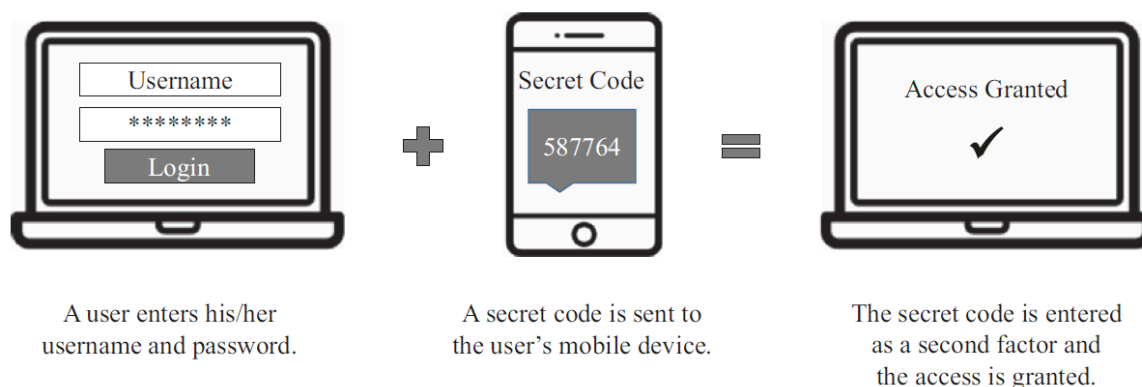 Username
********
Login
Secret Code
587764
Access Granted
A user enters his/her
username and password.
A secret code is sent to
the user’s mobile device.
The secret code is entered
as a second factor and
the access is granted.